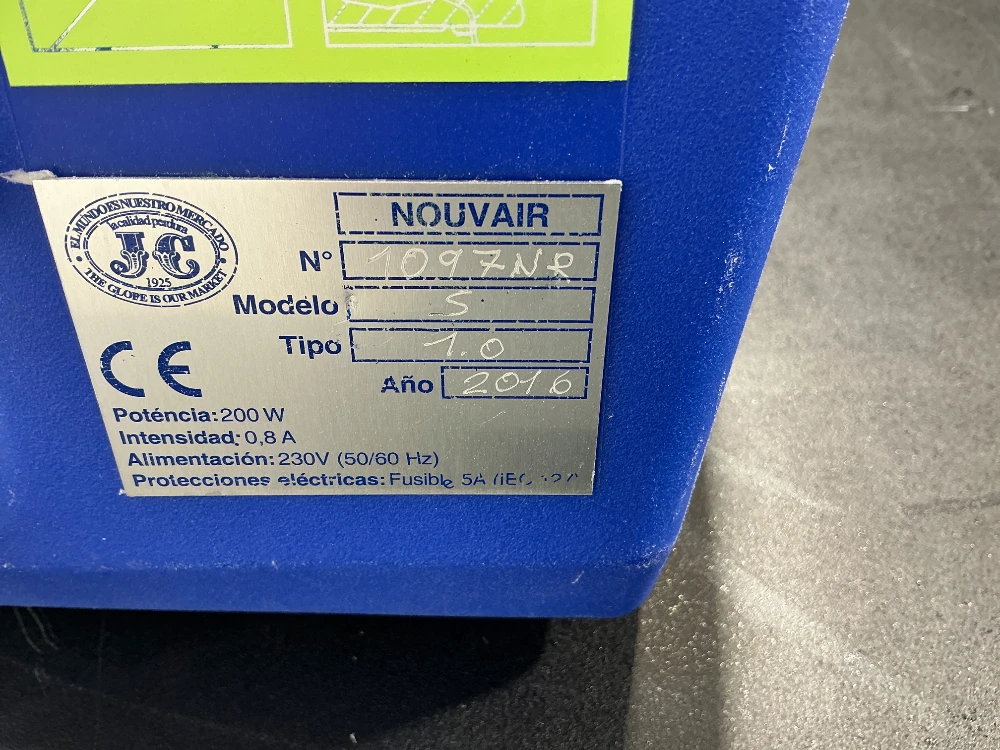 EL MUNDO ES NUESTRO MERCADO
la calidad perdura
JC
1925
THE GLOBE IS OUR MARKET
NOUVAIR
Nº 1097NR
Modelo S
Tipo 1.0
CE
Año 2016
Poténcia: 200 W
Intensidad: 0,8 A
Alimentación: 230V (50/60 Hz)
Protecciones eléctricas: Fusible 5A (IEC